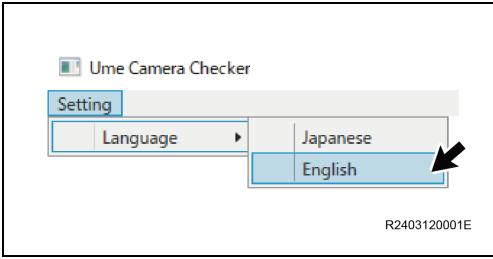 Ume Camera Checker
Setting
Language
Japanese
English
R2403120001E